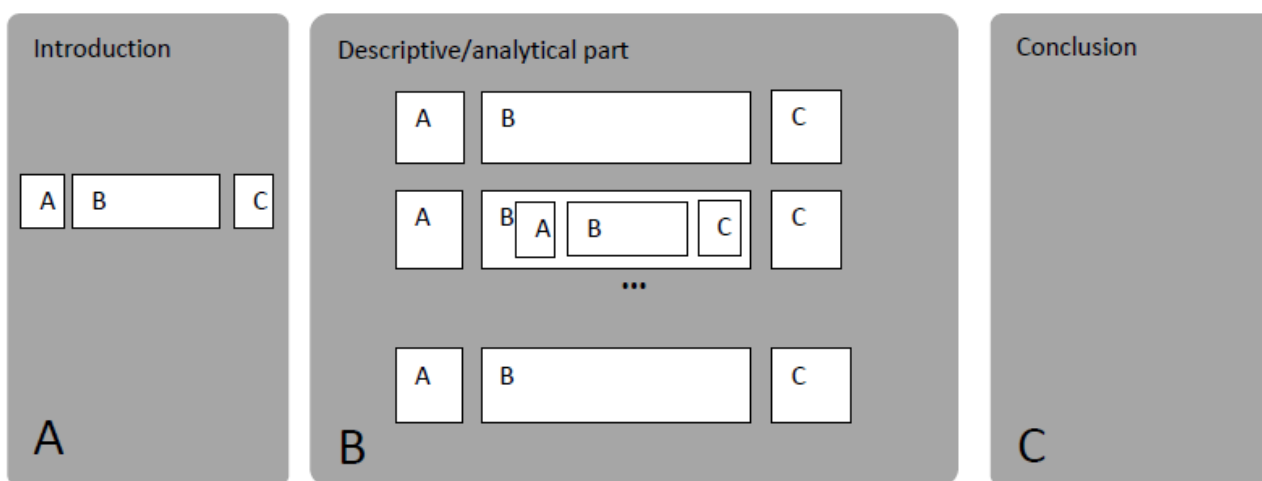 Introduction
A B C
A
Descriptive/analytical part
A B C
A B A B C C
...
A B C
B
Conclusion
C